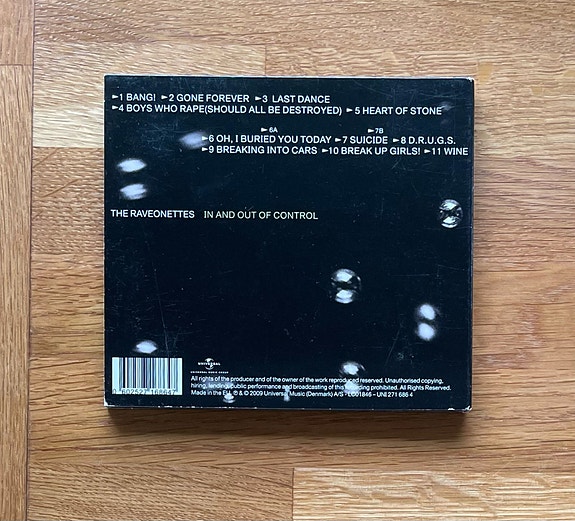 ►1 BANG! ►2 GONE FOREVER ►3 LAST DANCE
►4 BOYS WHO RAPE(SHOULD ALL BE DESTROYED) ►5 HEART OF STONE
►6A ►7B
►6 OH, I BURIED YOU TODAY ►7 SUICIDE ►8 D.R.U.G.S.
►9 BREAKING INTO CARS ►10 BREAK UP GIRLS! ►11 WINE
THE RAVEONETTES IN AND OUT OF CONTROL
UNIVERSAL
UNIVERSAL MUSIC GROUP
All rights of the producer and of the owner of the work reproduced reserved. Unauthorised copying,
hiring, lending, public performance and broadcasting of this recording prohibited. All Rights Reserved.
Made in the EU. ℗ & © 2009 Universal Music (Denmark) A/S - LC01846 - UNI 271 686 4